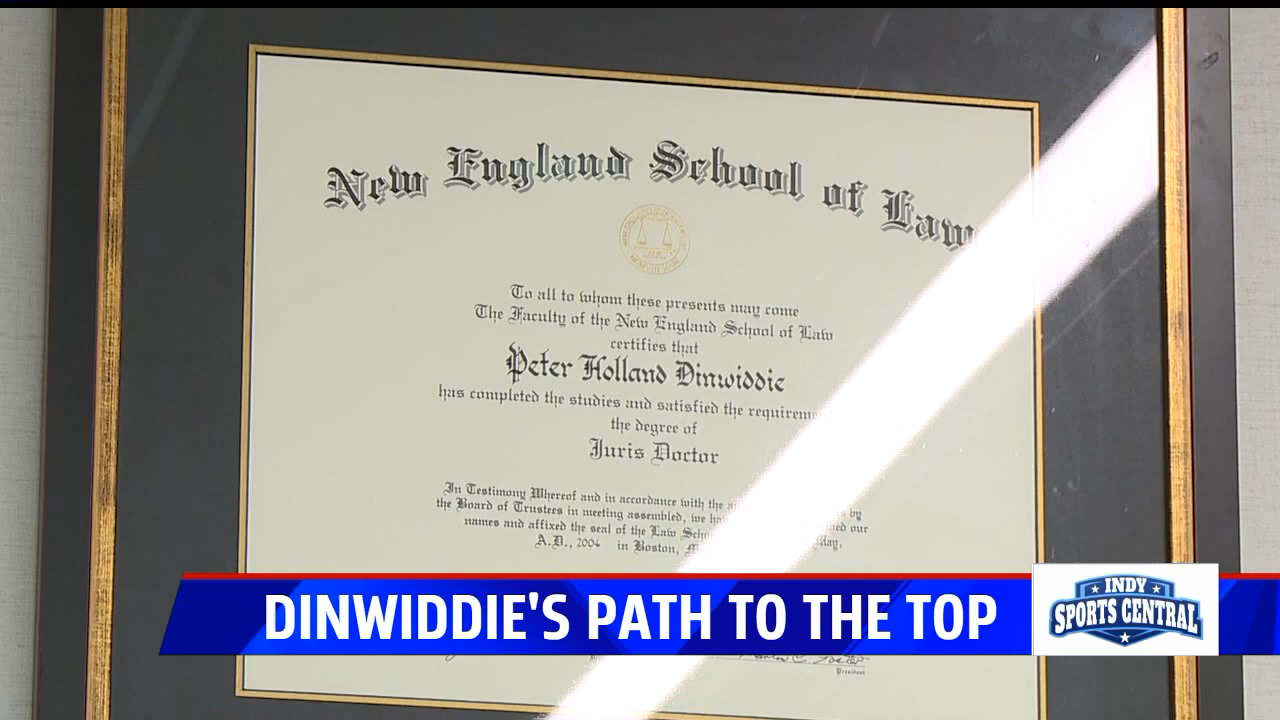 New England School of Law
To all to whom these presents may come
The Faculty of the New England School of Law
certifies that
Peter Holland Dinwiddie
has completed the studies and satisfied the
the degree of
Juris Doctor
In Testimony Whereof and in accordance with the by
the Board of Trustees in meeting assembled, we our
names and affixed the seal of the Law May,
A.D., 2004 in Boston,
DINWIDDIE'S PATH TO THE TOP
INDY
SPORTS CENTRAL
President